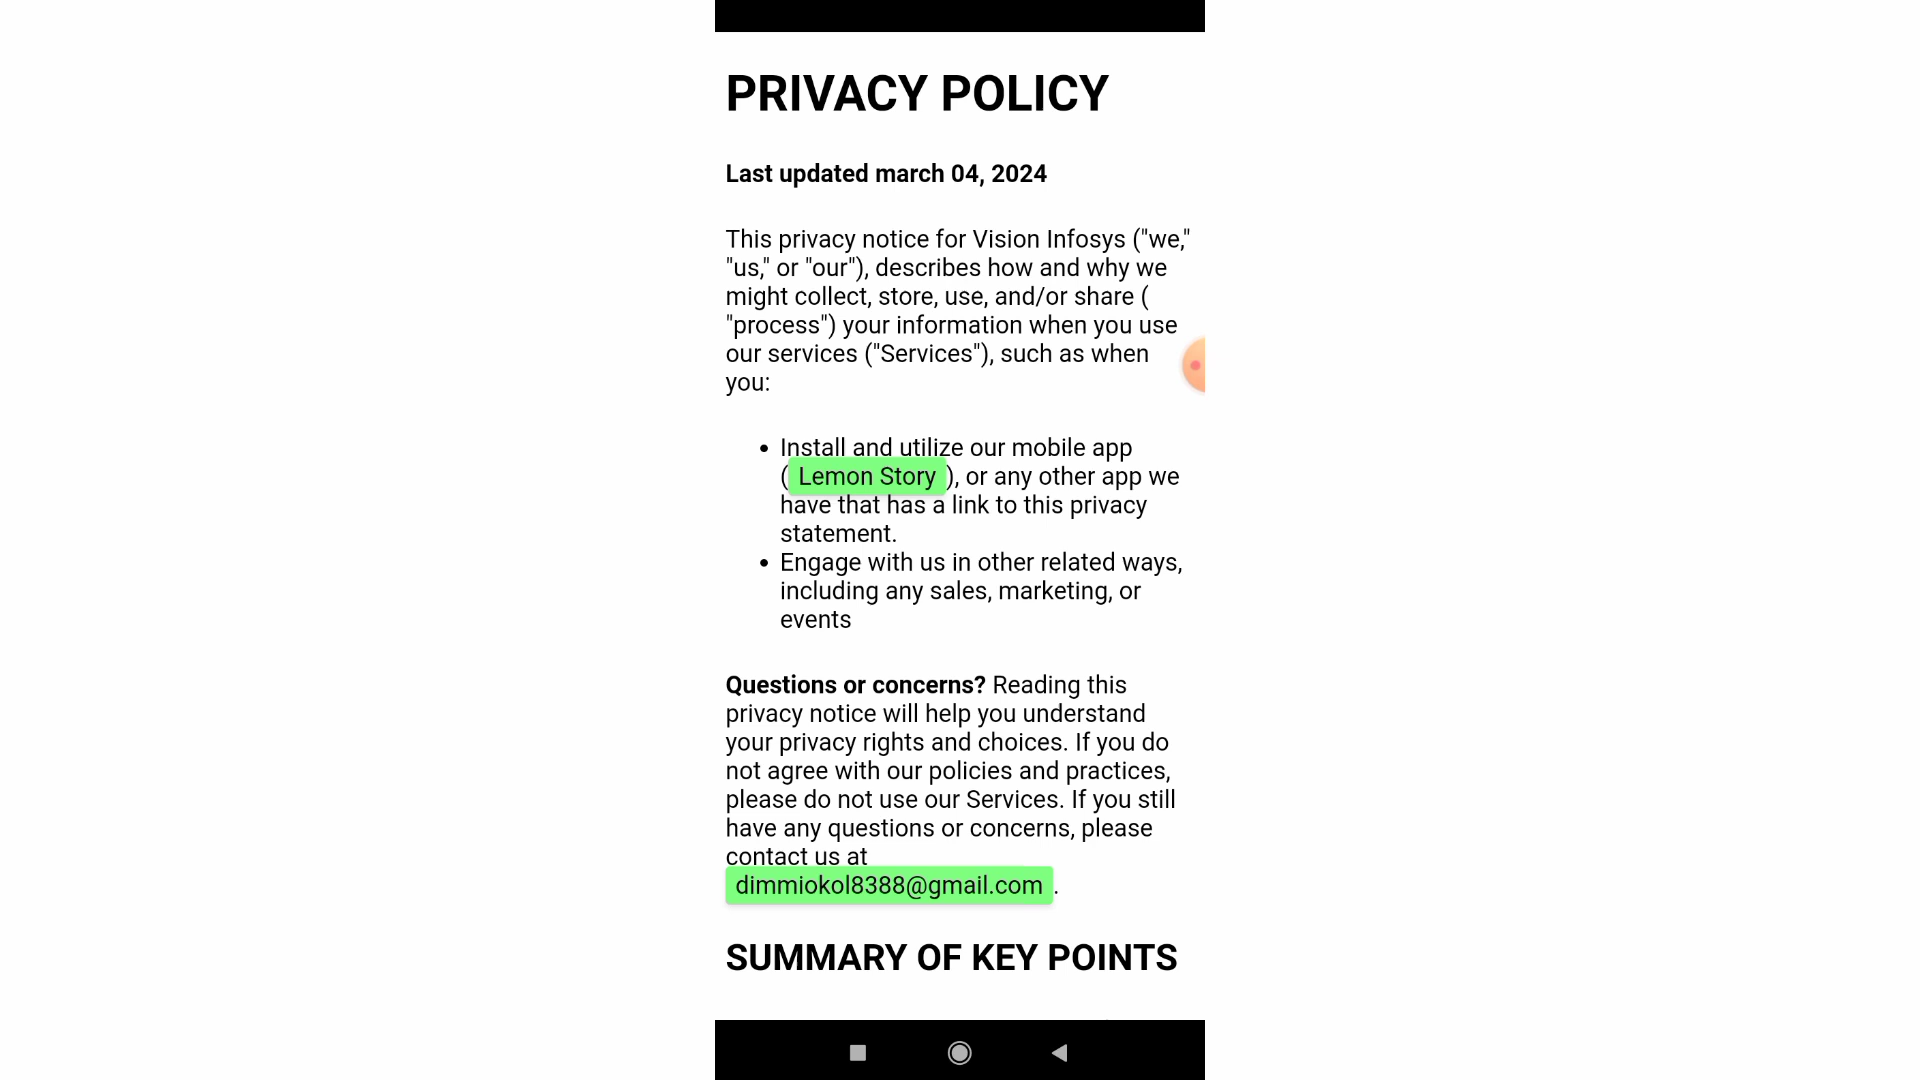 PRIVACY POLICY
Last updated march 04, 2024
This privacy notice for Vision Infosys ("we,"
"us," or "our"), describes how and why we
might collect, store, use, and/or share (
"process") your information when you use
our services ("Services"), such as when
you:
• Install and utilize our mobile app
( Lemon Story ), or any other app we
have that has a link to this privacy
statement.
• Engage with us in other related ways,
including any sales, marketing, or
events
Questions or concerns? Reading this
privacy notice will help you understand
your privacy rights and choices. If you do
not agree with our policies and practices,
please do not use our Services. If you still
have any questions or concerns, please
contact us at
dimmiokol8388@gmail.com .
SUMMARY OF KEY POINTS